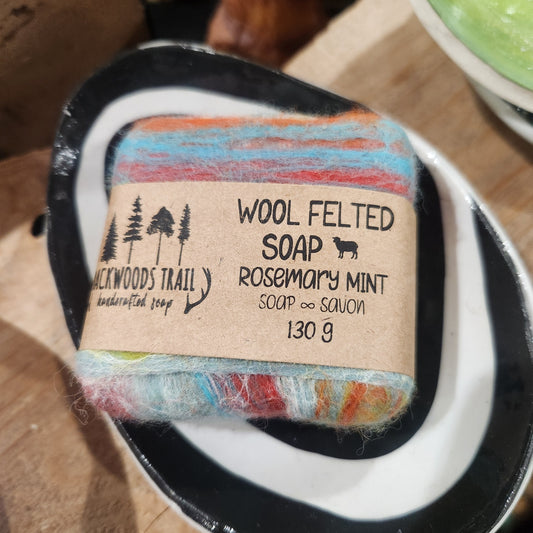 ACKWOODS TRAIL
handcrafted soap
WOOL FELTED
SOAP
ROSEMARY MINT
SOAP ∞ SAVON
130 g